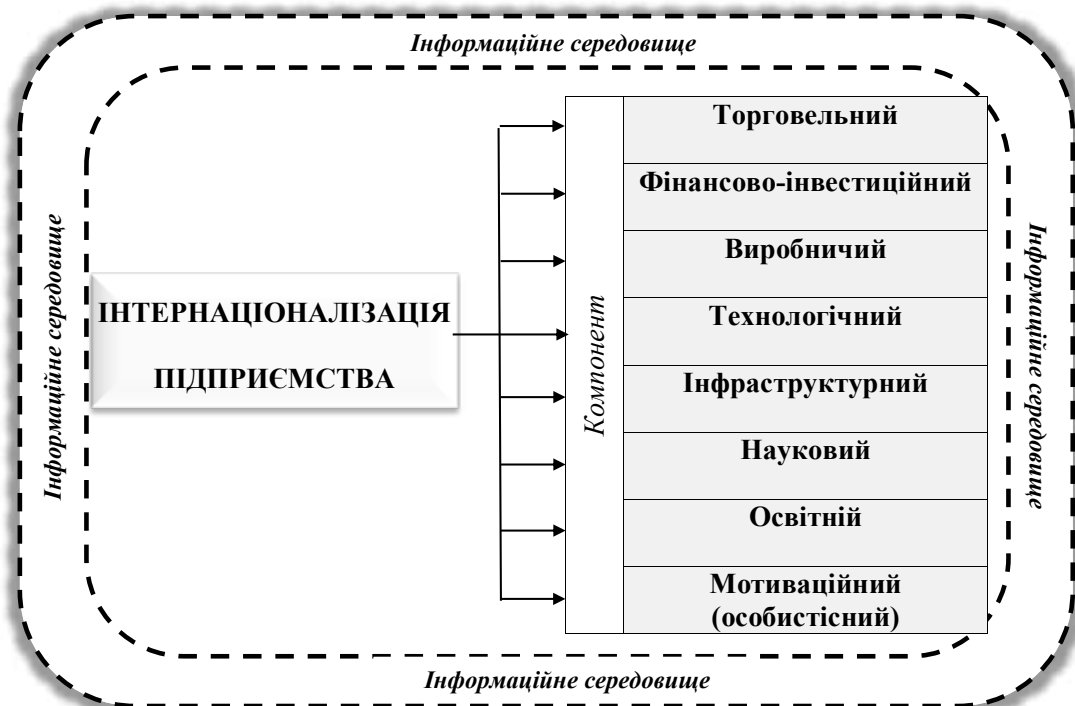 Інформаційне середовище
Інформаційне середовище
ІНТЕРНАЦІОНАЛІЗАЦІЯ
ПІДПРИЄМСТВА
Компонент
Торговельний
Фінансово-інвестиційний
Виробничий
Технологічний
Інфраструктурний
Науковий
Освітній
Мотиваційний
(особистісний)
Інформаційне середовище
Інформаційне середовище